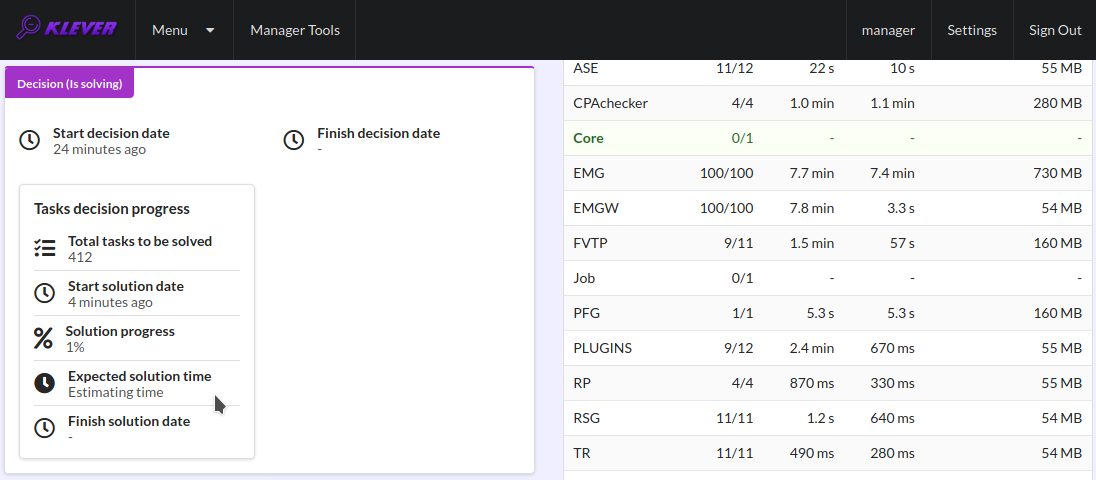 KLEVER Menu Manager Tools manager Settings Sign Out
Decision (Is solving)
Start decision date
24 minutes ago
Finish decision date
-
Tasks decision progress
Total tasks to be solved
412
Start solution date
4 minutes ago
Solution progress
1%
Expected solution time
Estimating time
Finish solution date
-
ASE 11/12 22 s 10 s 55 MB
CPAchecker 4/4 1.0 min 1.1 min 280 MB
Core 0/1 - - -
EMG 100/100 7.7 min 7.4 min 730 MB
EMGW 100/100 7.8 min 3.3 s 54 MB
FVTP 9/11 1.5 min 57 s 160 MB
Job 0/1 - - -
PFG 1/1 5.3 s 5.3 s 160 MB
PLUGINS 9/12 2.4 min 670 ms 55 MB
RP 4/4 870 ms 330 ms 55 MB
RSG 11/11 1.2 s 640 ms 54 MB
TR 11/11 490 ms 280 ms 54 MB